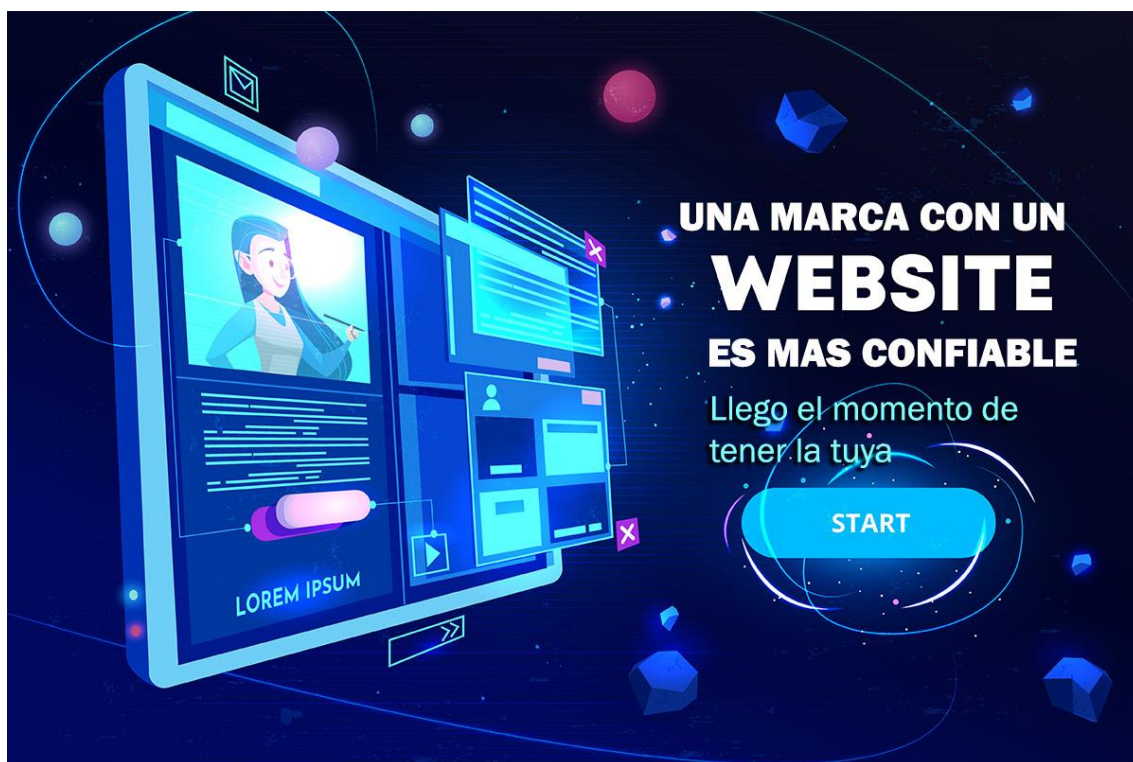 UNA MARCA CON UN
WEBSITE
ES MAS CONFIABLE
Llego el momento de
tener la tuya
START
LOREM IPSUM